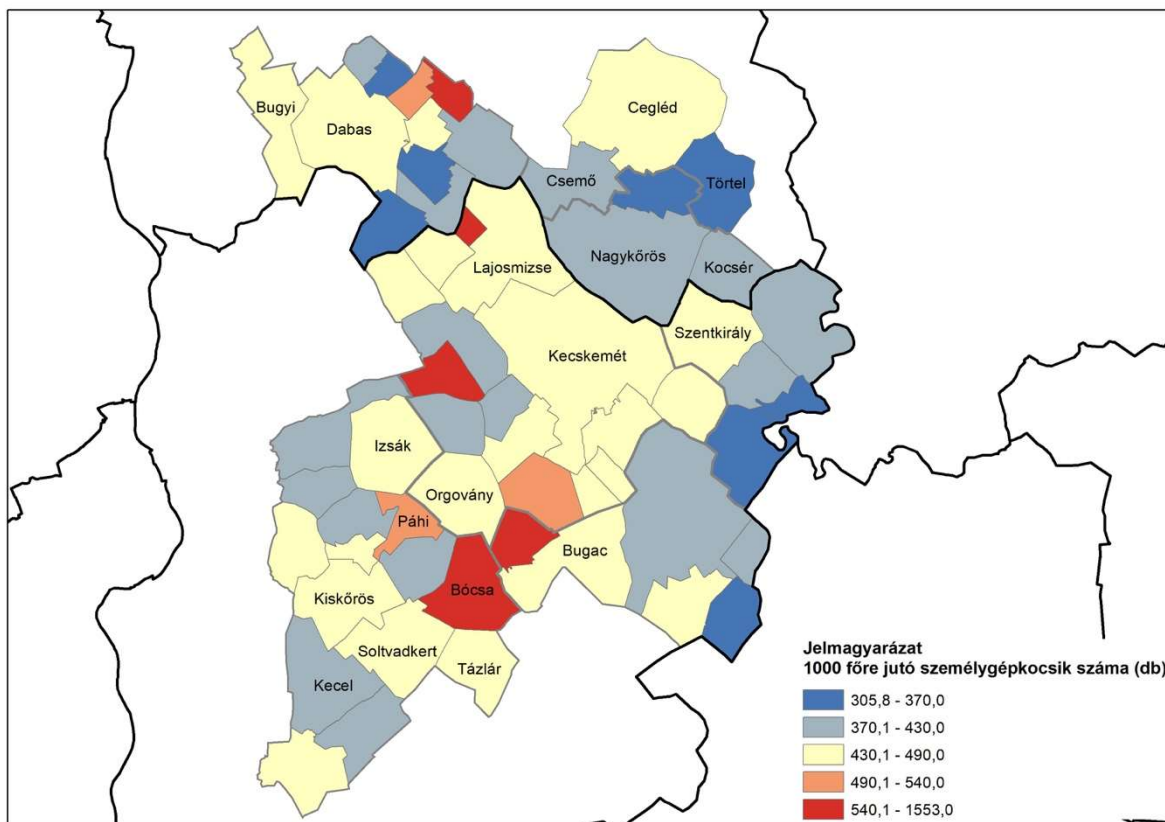 Bugyi
Dabas
Cegléd
Csemő
Törtel
Nagykőrös
Kocsér
Lajosmizse
Szentkirály
Kecskemét
Izsák
Orgovány
Páhi
Bugac
Bócsa
Kiskőrös
Soltvadkert
Tázlár
Kecel
Jelmagyarázat
1000 főre jutó személygépkocsik száma (db)
305,8 - 370,0
370,1 - 430,0
430,1 - 490,0
490,1 - 540,0
540,1 - 1553,0